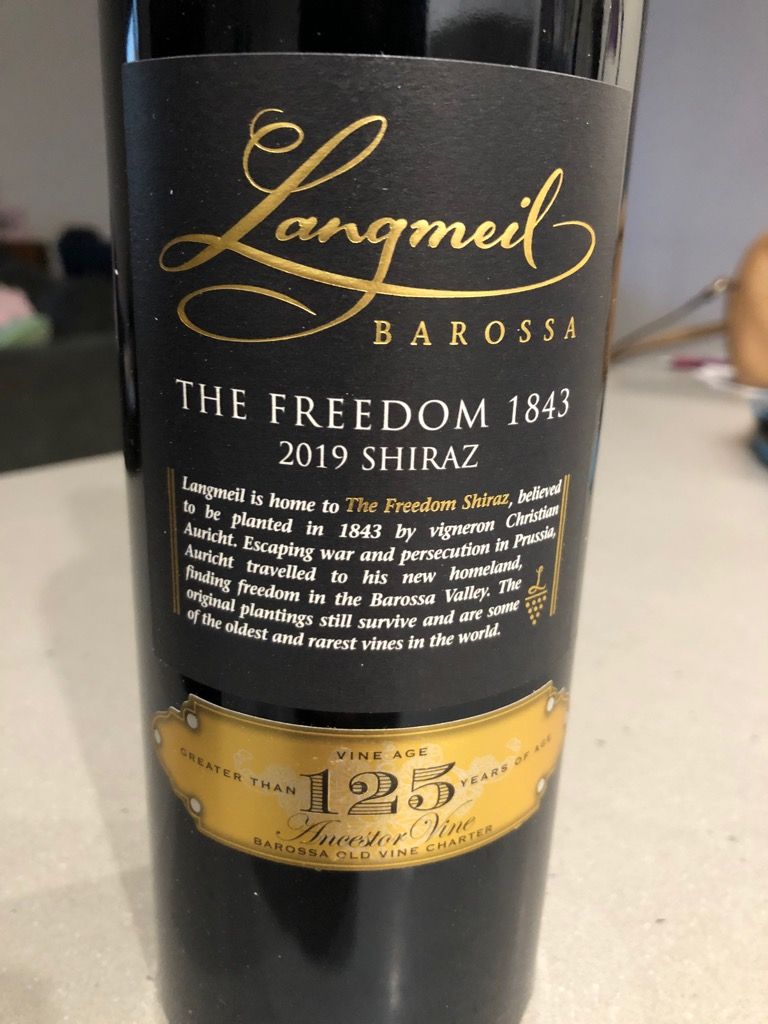 Langmeil
BAROSSA
THE FREEDOM 1843
2019 SHIRAZ
Langmeil is home to The Freedom Shiraz, believed
to be planted in 1843 by vigneron Christian
Auricht. Escaping war and persecution in Prussia,
Auricht travelled to his new homeland,
finding freedom in the Barossa Valley. The
original plantings still survive and are some
of the oldest and rarest vines in the world.
L
VINE AGE
GREATER THAN 125 YEARS OF AGE
Ancestor Vine
BAROSSA OLD VINE CHARTER